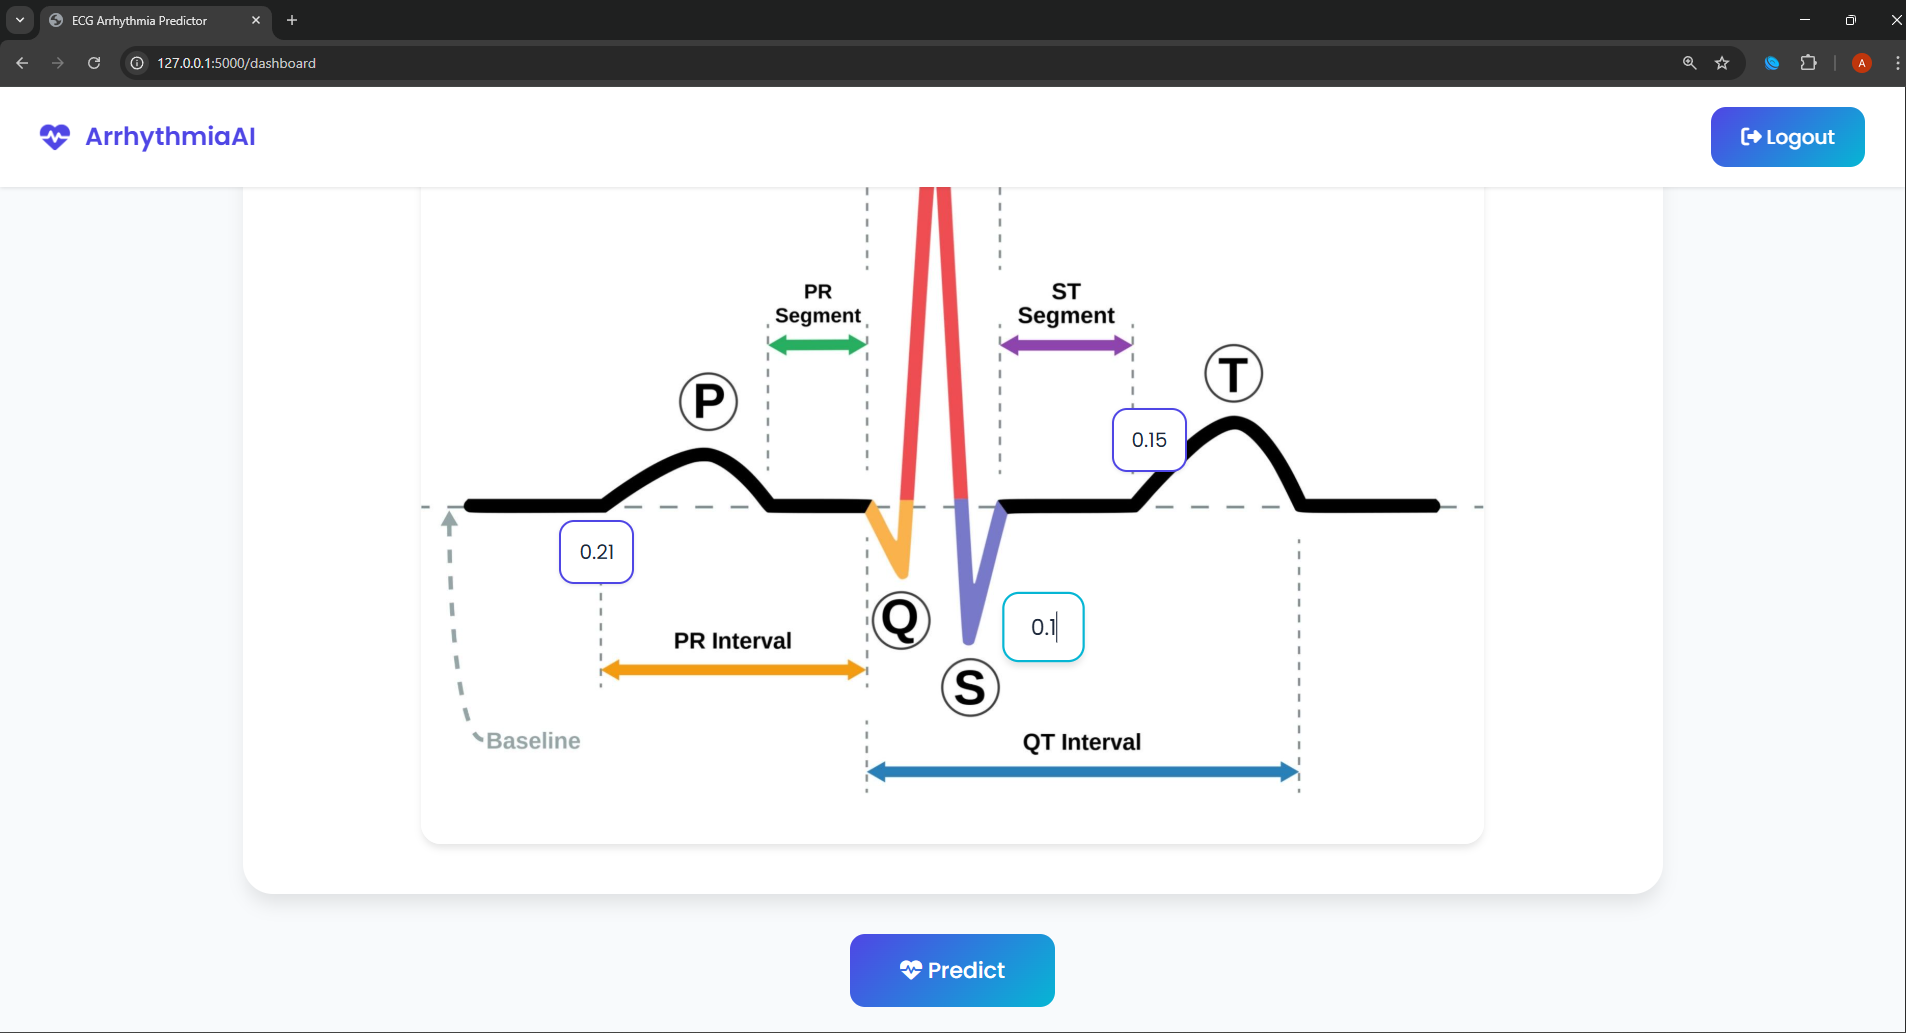 ECG Arrhythmia Predictor
127.0.0.1:5000/dashboard
A
ArrhythmiaAI
Logout
PR
Segment
ST
Segment
P
T
0.15
0.21
Q
0.1
PR Interval
S
Baseline
QT Interval
Predict